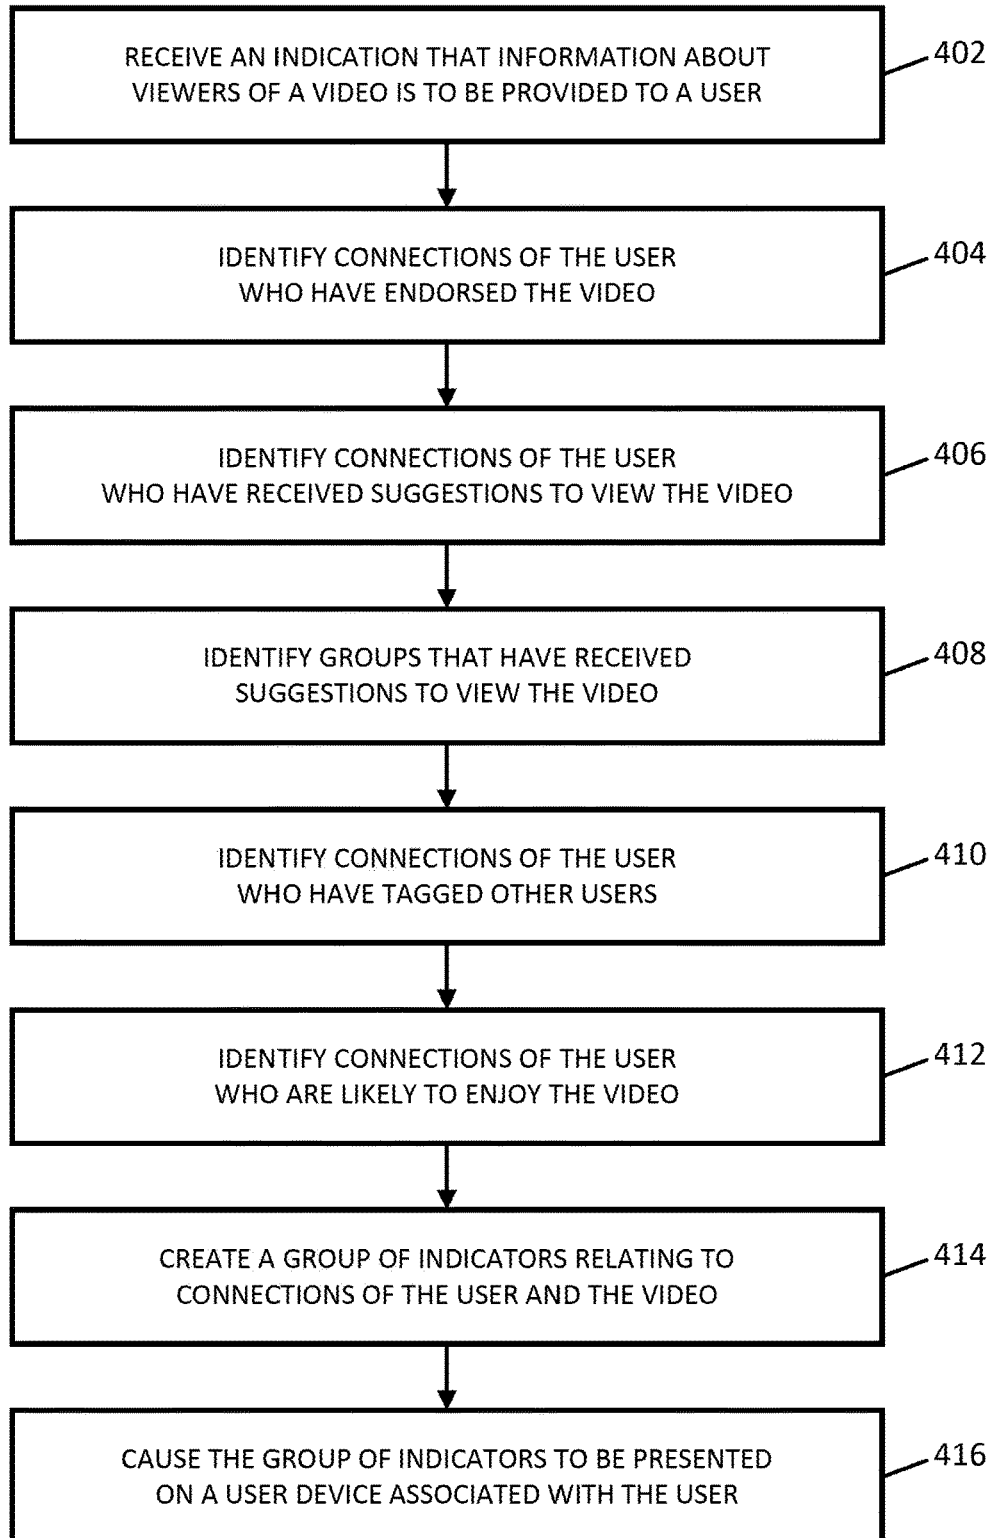 RECEIVE AN INDICATION THAT INFORMATION ABOUT
VIEWERS OF A VIDEO IS TO BE PROVIDED TO A USER
402
IDENTIFY CONNECTIONS OF THE USER
WHO HAVE ENDORSED THE VIDEO
404
IDENTIFY CONNECTIONS OF THE USER
WHO HAVE RECEIVED SUGGESTIONS TO VIEW THE VIDEO
406
IDENTIFY GROUPS THAT HAVE RECEIVED
SUGGESTIONS TO VIEW THE VIDEO
408
IDENTIFY CONNECTIONS OF THE USER
WHO HAVE TAGGED OTHER USERS
410
IDENTIFY CONNECTIONS OF THE USER
WHO ARE LIKELY TO ENJOY THE VIDEO
412
CREATE A GROUP OF INDICATORS RELATING TO
CONNECTIONS OF THE USER AND THE VIDEO
414
CAUSE THE GROUP OF INDICATORS TO BE PRESENTED
ON A USER DEVICE ASSOCIATED WITH THE USER
416